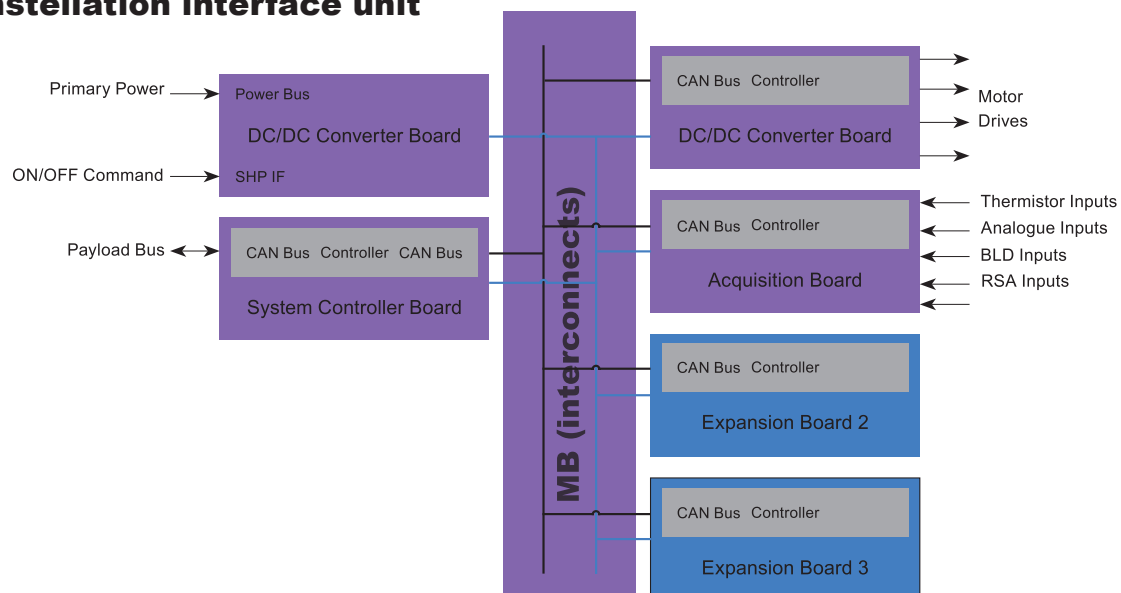 Interface unit
Primary Power
Power Bus
DC/DC Converter Board
ON/OFF Command
SHP IF
Payload Bus
CAN Bus Controller CAN Bus
System Controller Board
MB (interconnects)
CAN Bus Controller
DC/DC Converter Board
Motor
Drives
CAN Bus Controller
Acquisition Board
Thermistor Inputs
Analogue Inputs
BLD Inputs
RSA Inputs
CAN Bus Controller
Expansion Board 2
CAN Bus Controller
Expansion Board 3